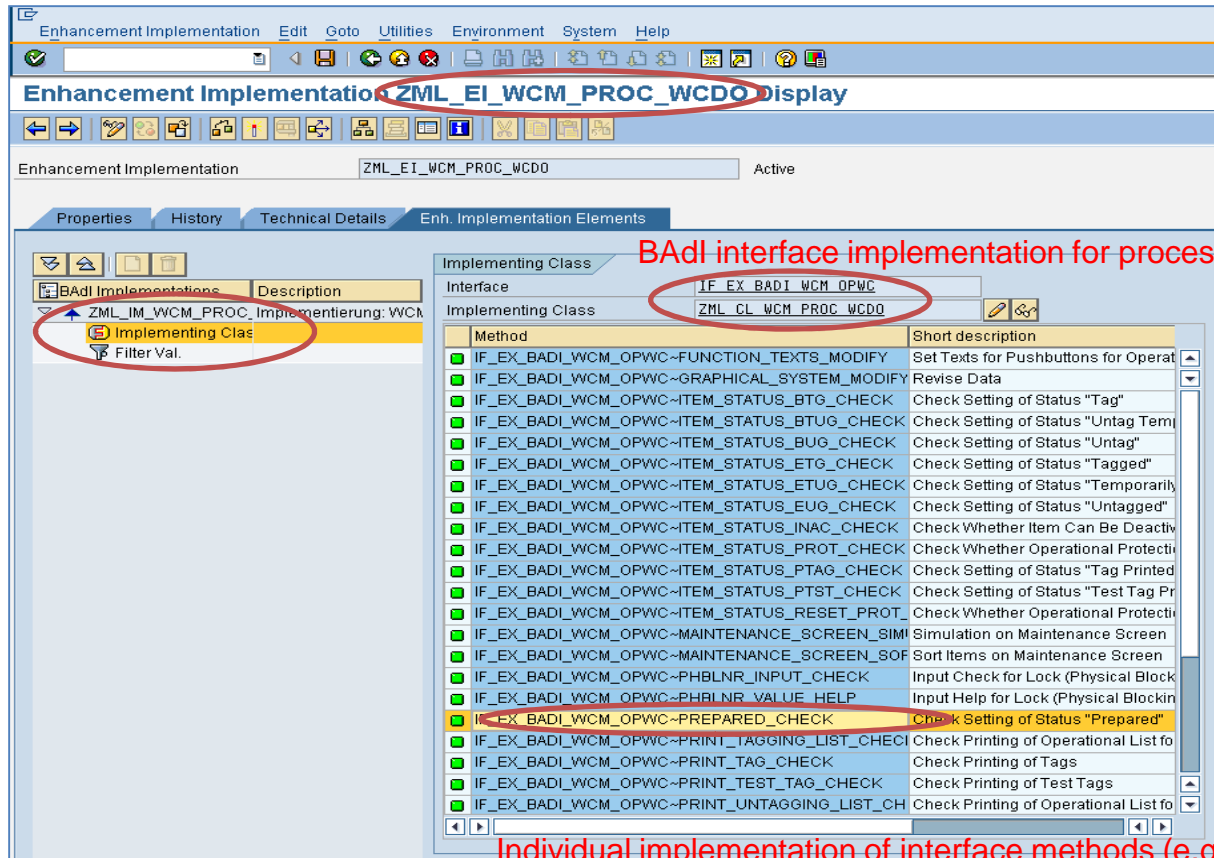 Enhancement Implementation Edit Goto Utilities Environment System Help
Enhancement Implementation ZML_EI_WCM_PROC_WCDO Display
Enhancement Implementation ZML_EI_WCM_PROC_WCDO Active
Properties History Technical Details Enh. Implementation Elements
BAdI interface implementation for proces
Implementing Class
BAdI Implementations Description
Interface IF_EX_BADI_WCM_OPWC
ZML_IM_WCM_PROC_ Implementierung: WCM
Implementing Class ZML_CL_WCM_PROC_WCDO
Implementing Clas
Filter Val.
Method Short description
IF_EX_BADI_WCM_OPWC~FUNCTION_TEXTS_MODIFY Set Texts for Pushbuttons for Operat
IF_EX_BADI_WCM_OPWC~GRAPHICAL_SYSTEM_MODIFY Revise Data
IF_EX_BADI_WCM_OPWC~ITEM_STATUS_BTG_CHECK Check Setting of Status "Tag"
IF_EX_BADI_WCM_OPWC~ITEM_STATUS_BTUG_CHECK Check Setting of Status "Untag Tem
IF_EX_BADI_WCM_OPWC~ITEM_STATUS_BUG_CHECK Check Setting of Status "Untag"
IF_EX_BADI_WCM_OPWC~ITEM_STATUS_ETG_CHECK Check Setting of Status "Tagged"
IF_EX_BADI_WCM_OPWC~ITEM_STATUS_ETUG_CHECK Check Setting of Status "Temporarily
IF_EX_BADI_WCM_OPWC~ITEM_STATUS_EUG_CHECK Check Setting of Status "Untagged"
IF_EX_BADI_WCM_OPWC~ITEM_STATUS_INAC_CHECK Check Whether Item Can Be Deactiv
IF_EX_BADI_WCM_OPWC~ITEM_STATUS_PROT_CHECK Check Whether Operational Protecti
IF_EX_BADI_WCM_OPWC~ITEM_STATUS_PTAG_CHECK Check Setting of Status "Tag Printed
IF_EX_BADI_WCM_OPWC~ITEM_STATUS_PTST_CHECK Check Setting of Status "Test Tag Pr
IF_EX_BADI_WCM_OPWC~ITEM_STATUS_RESET_PROT_ Check Whether Operational Protecti
IF_EX_BADI_WCM_OPWC~MAINTENANCE_SCREEN_SIM Simulation on Maintenance Screen
IF_EX_BADI_WCM_OPWC~MAINTENANCE_SCREEN_SOF Sort Items on Maintenance Screen
IF_EX_BADI_WCM_OPWC~PHBLNR_INPUT_CHECK Input Check for Lock (Physical Block
IF_EX_BADI_WCM_OPWC~PHBLNR_VALUE_HELP Input Help for Lock (Physical Blockin
IF_EX_BADI_WCM_OPWC~PREPARED_CHECK Check Setting of Status "Prepared"
IF_EX_BADI_WCM_OPWC~PRINT_TAGGING_LIST_CHECI Check Printing of Operational List fo
IF_EX_BADI_WCM_OPWC~PRINT_TAG_CHECK Check Printing of Tags
IF_EX_BADI_WCM_OPWC~PRINT_TEST_TAG_CHECK Check Printing of Test Tags
IF_EX_BADI_WCM_OPWC~PRINT_UNTAGGING_LIST_CH Check Printing of Operational List fo
Individual implementation of interface methods (e.g